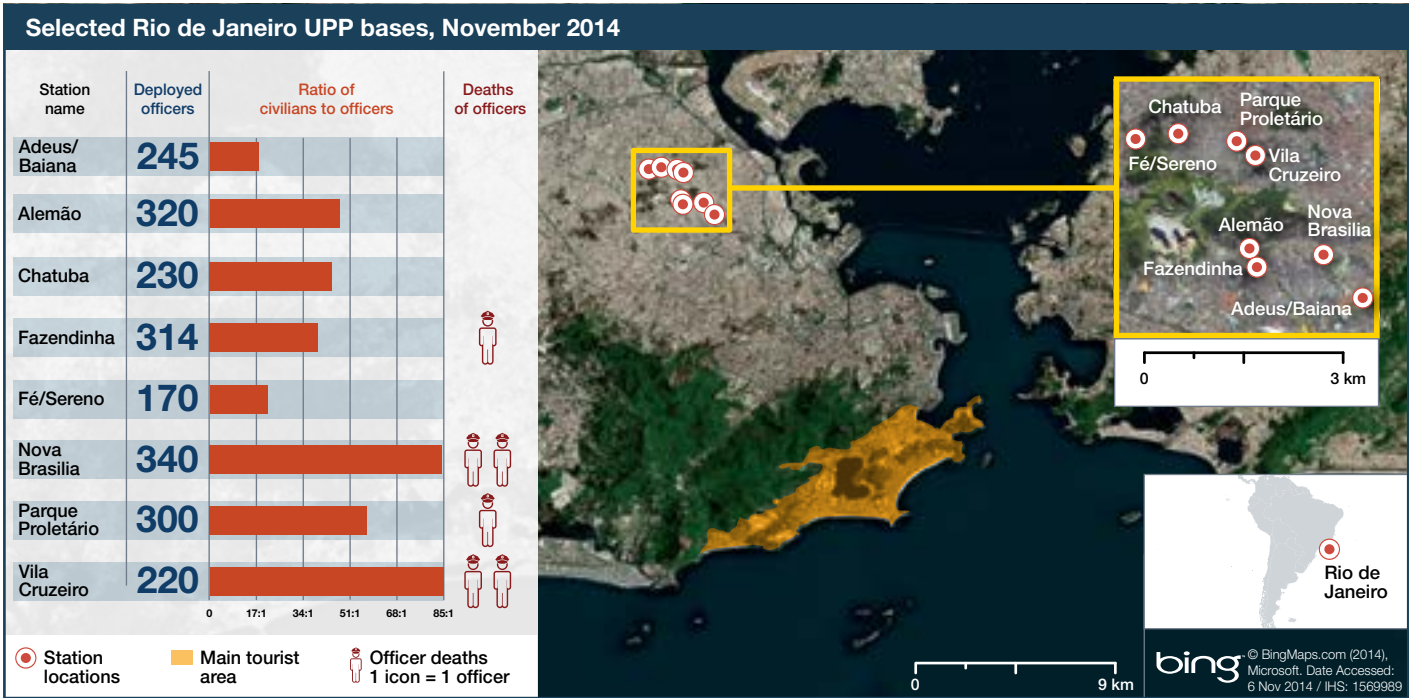 Selected Rio de Janeiro UPP bases, November 2014
Station
name
Deployed
officers
Ratio of
civilians to officers
Deaths
of officers
Adeus/
Baiana
245
Alemão
320
Chatuba
230
Fazendinha
314
Fé/Sereno
170
Nova
Brasilia
340
Parque
Proletário
300
Vila
Cruzeiro
220
0 17:1 34:1 51:1 68:1 85:1
Station
locations
Main tourist
area
Officer deaths
1 icon = 1 officer
Chatuba
Parque
Proletário
Fé/Sereno
Vila
Cruzeiro
Alemão
Nova
Brasilia
Fazendinha
Adeus/Baiana
0 3 km
Rio de
Janeiro
0 9 km
bing
© BingMaps.com (2014),
Microsoft. Date Accessed:
6 Nov 2014 / IHS: 1569989